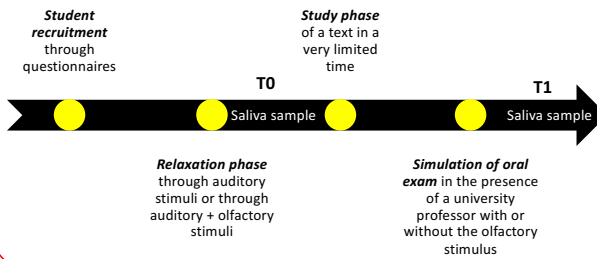 Student
recruitment
through
questionnaires
Study phase
of a text in a
very limited
time
T0
T1
Saliva sample
Saliva sample
Relaxation phase
through auditory
stimuli or through
auditory + olfactory
stimuli
Simulation of oral
exam in the presence
of a university
professor with or
without the olfactory
stimulus